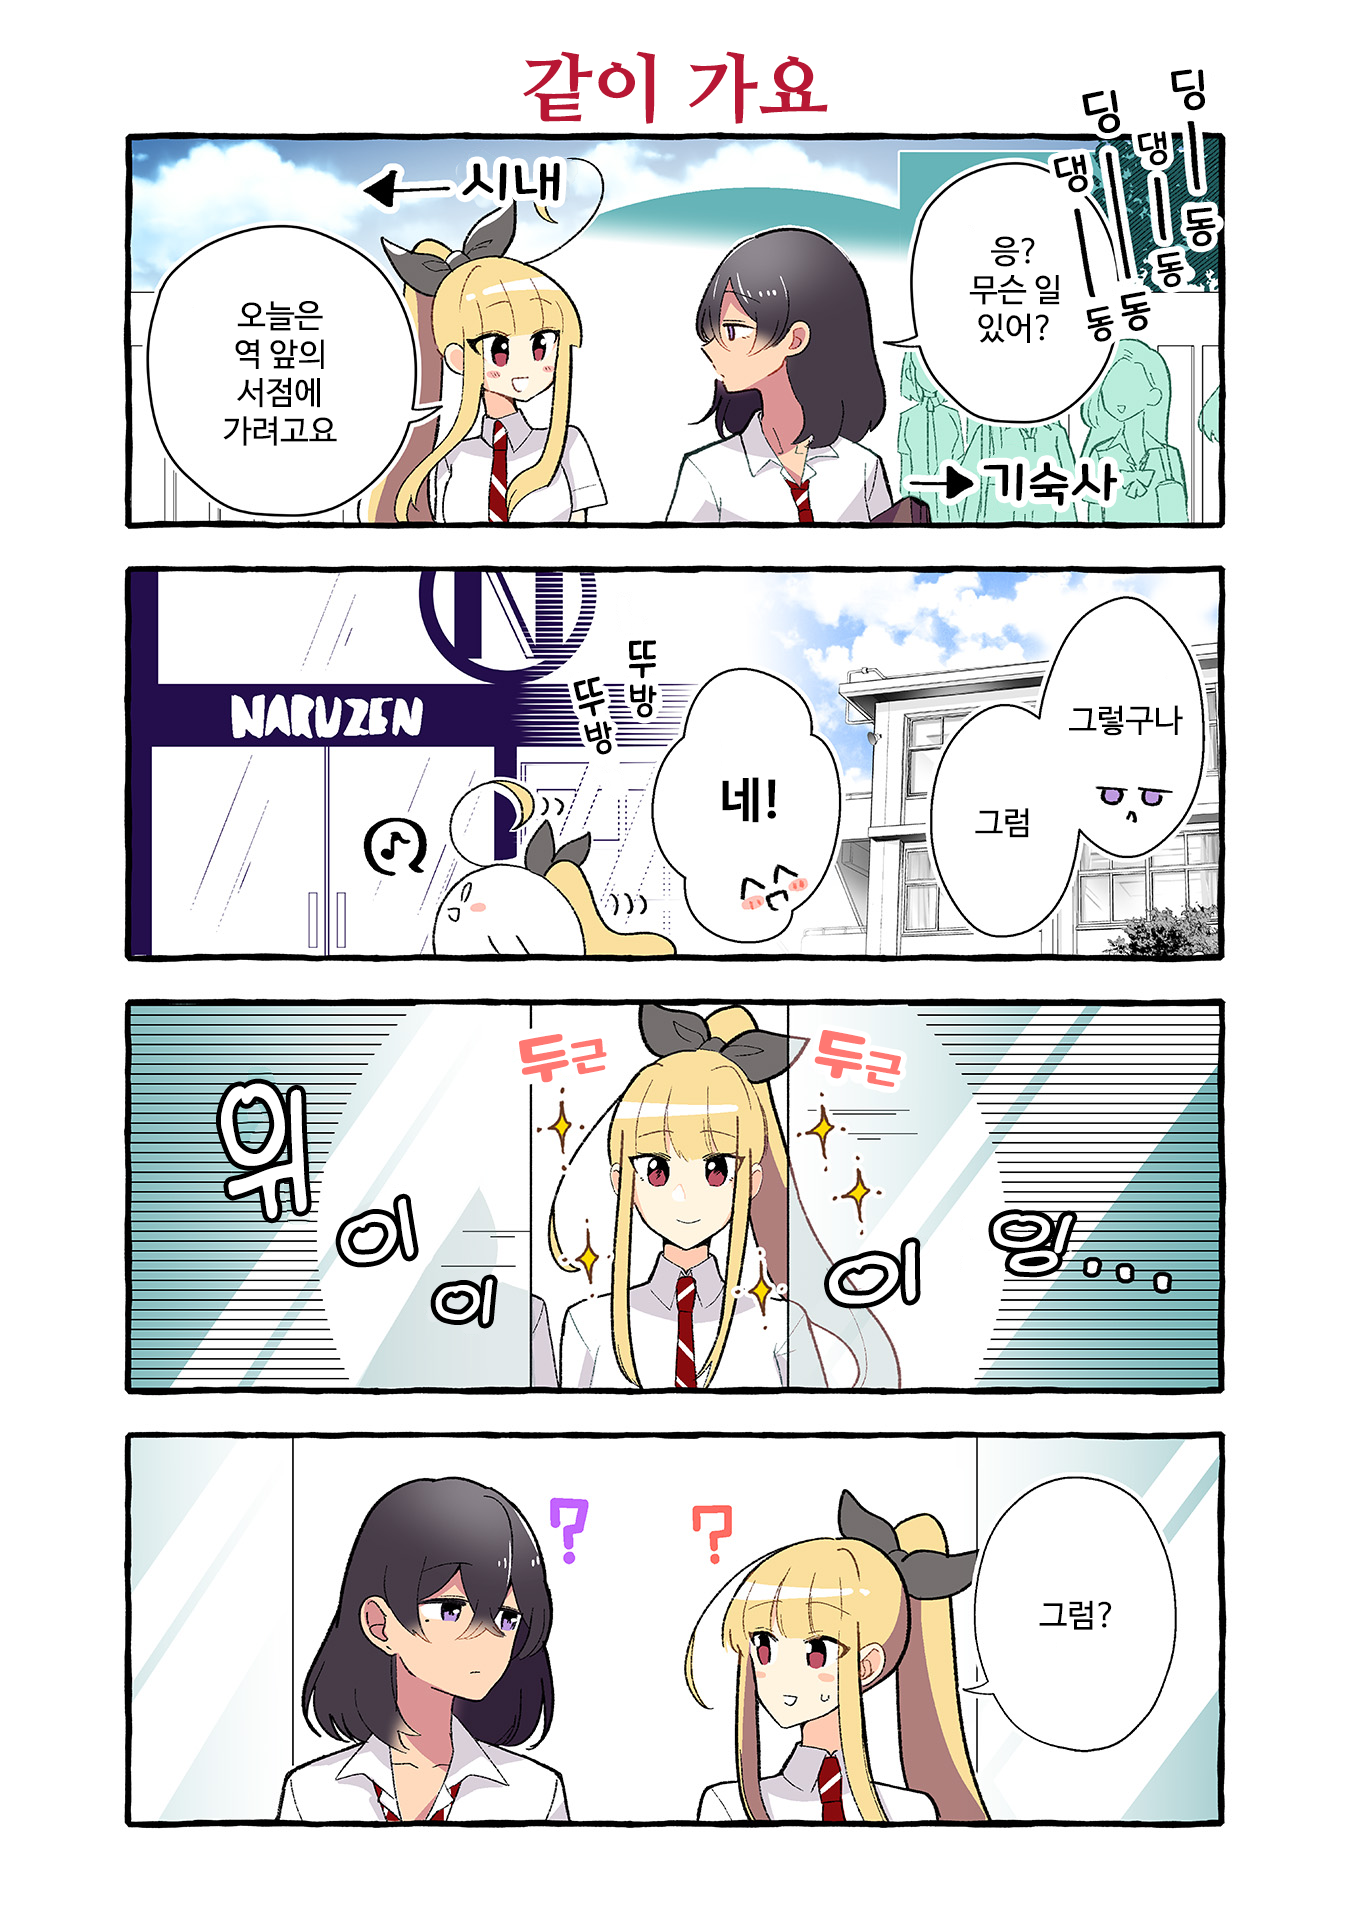 같이 가요
딩
댕
동
딩
댕
동
동
동
응?
무슨 일
있어?
시내
오늘은
역 앞의
서점에
가려고요
기숙사
그렇구나
그럼
네!
뚜방
뚜방
N
NARUZEN
두근
두근
위
이
이
이
잉...
?
?
그럼?